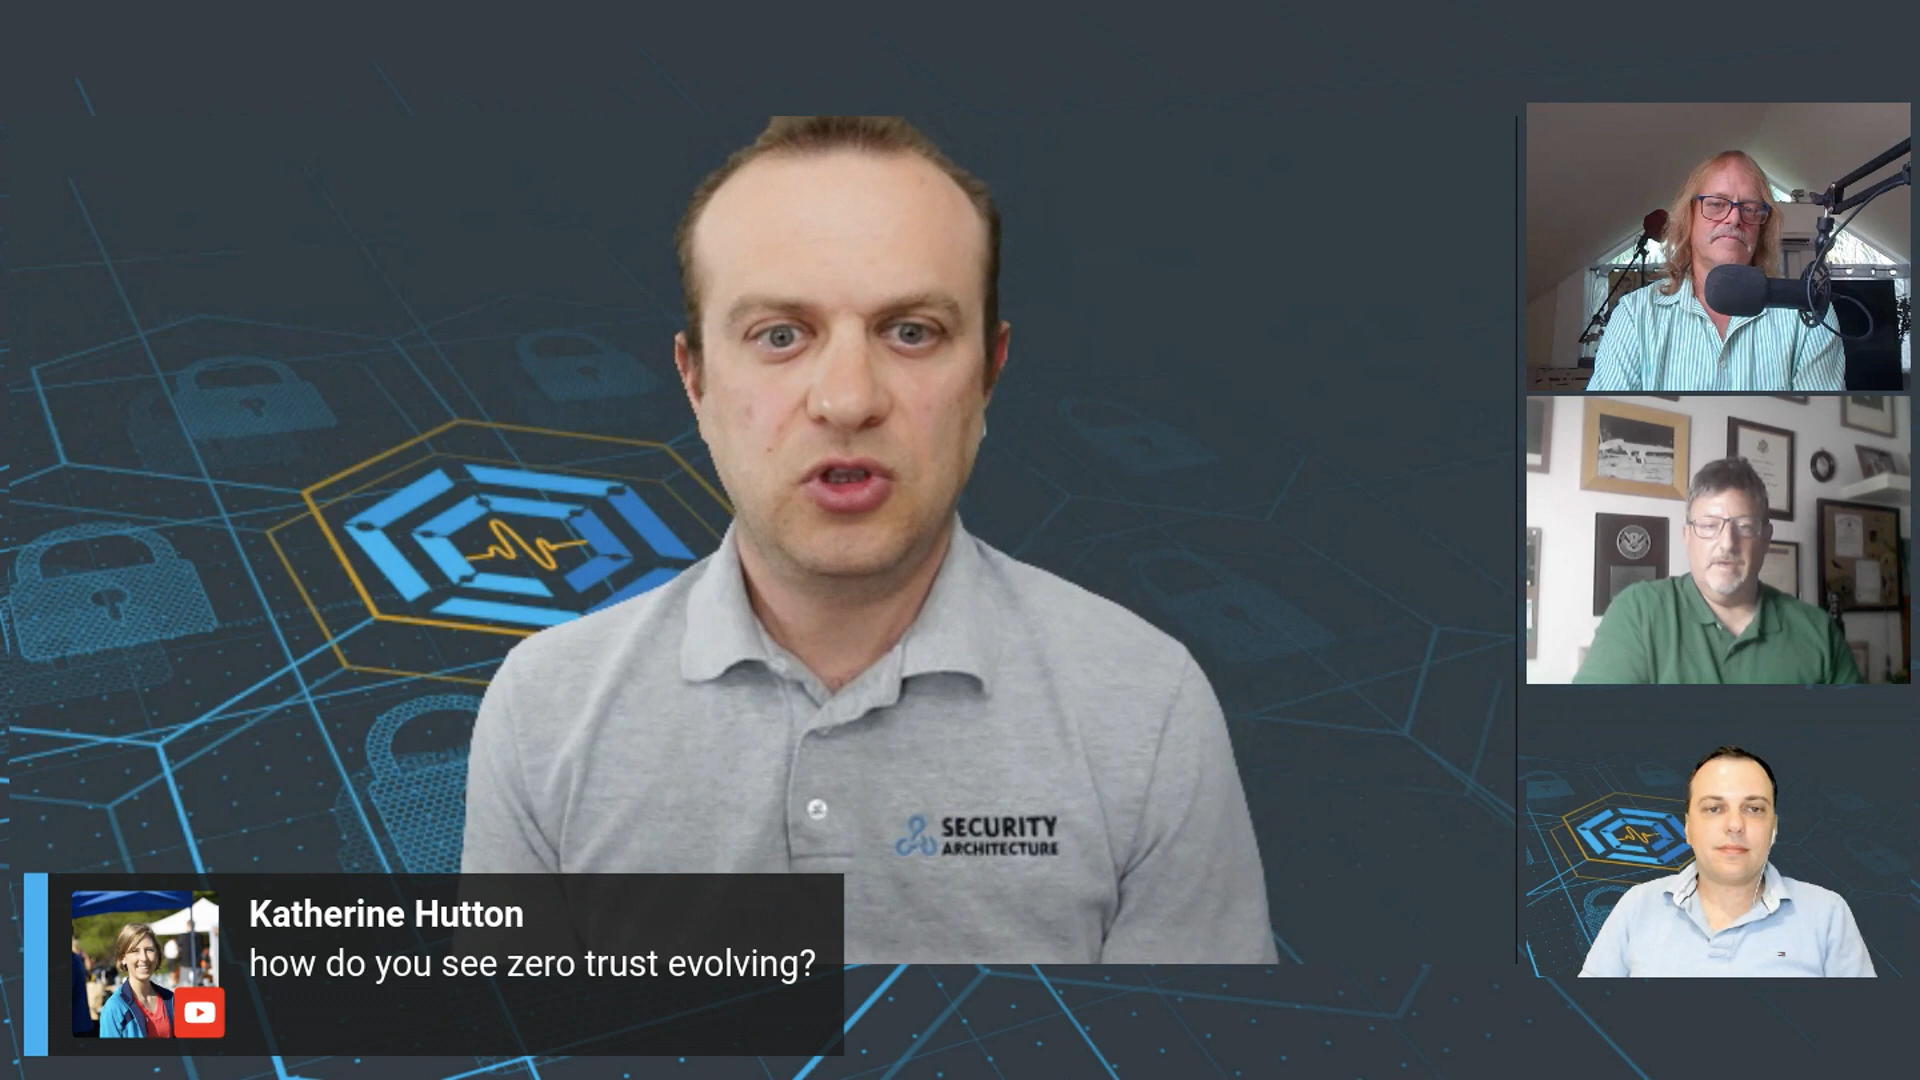 SECURITY
ARCHITECTURE
Katherine Hutton
how do you see zero trust evolving?